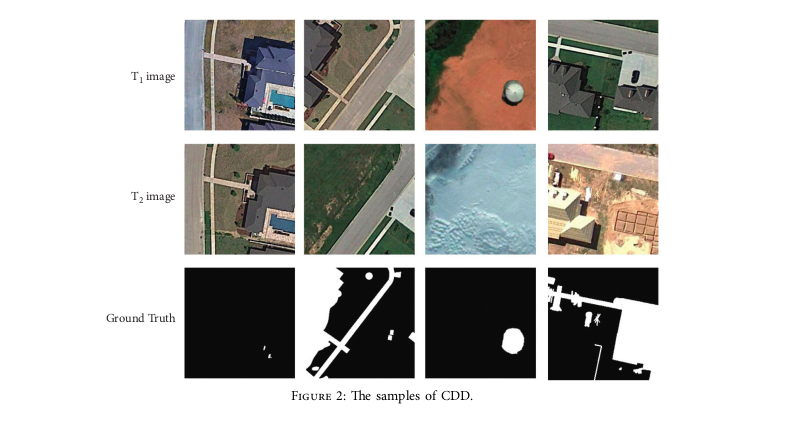 T1 image
T2 image
Ground Truth
FIGURE 2: The samples of CDD.